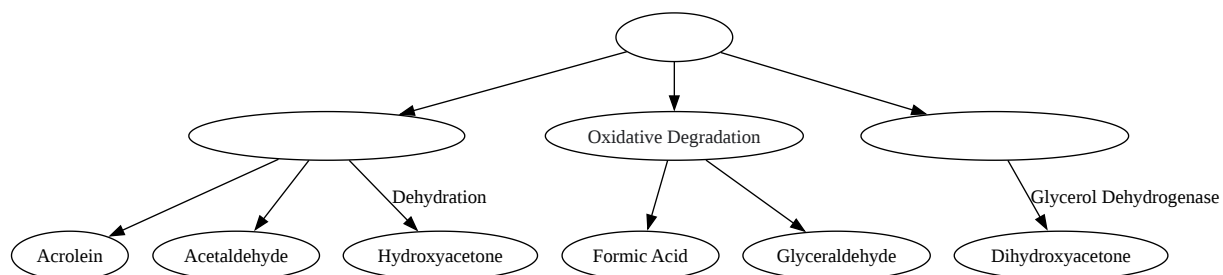 Oxidative Degradation
Dehydration
Glycerol Dehydrogenase
Acrolein
Acetaldehyde
Hydroxyacetone
Formic Acid
Glyceraldehyde
Dihydroxyacetone